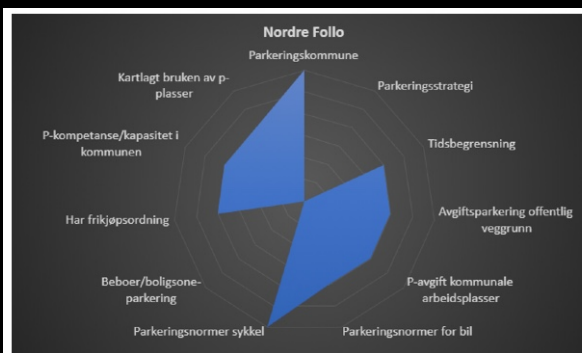 Nordre Follo
Parkeringskommune
Parkeringsstrategi
Tidsbegrensning
Avgiftsparkering offentlig
veggrunn
P-avgift kommunale
arbeidsplasser
Parkeringsnormer for bil
Parkeringsnormer sykkel
Beboer/boligsone-
parkering
Har frikjøpsordning
P-kompetanse/kapasitet i
kommunen
Kartlagt bruken av p-
plasser